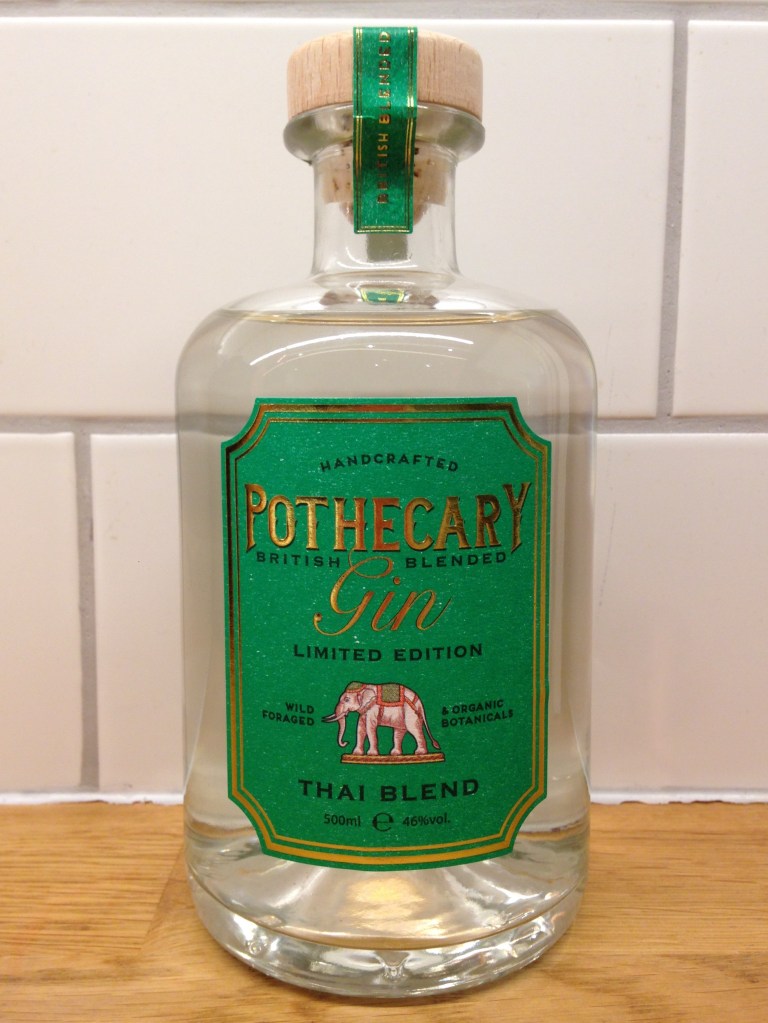 BRITISH BLENDED
HANDCRAFTED
POTHECARY
BRITISH BLENDED
Gin
LIMITED EDITION
WILD FORAGED
& ORGANIC BOTANICALS
THAI BLEND
500ml ℮ 46%vol.